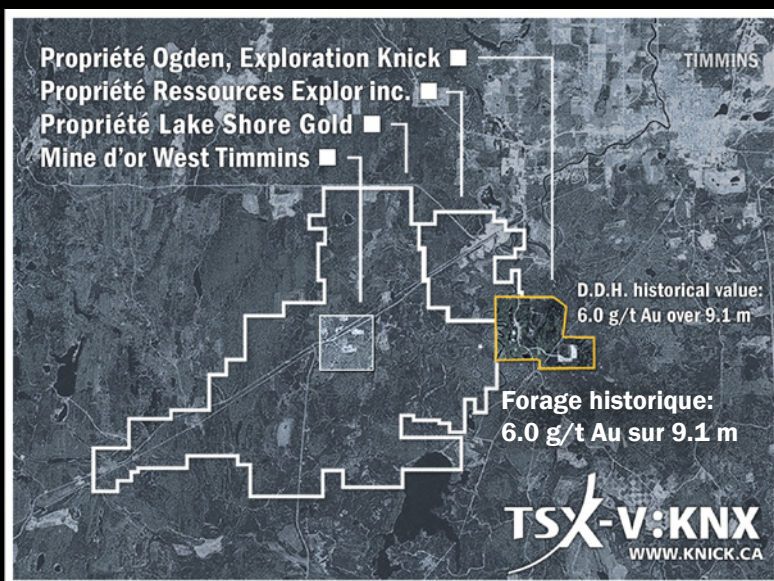 Propriété Ogden, Exploration Knick
Propriété Ressources Explor inc.
Propriété Lake Shore Gold
Mine d'or West Timmins
TIMMINS
D.D.H. historical value:
6.0 g/t Au over 9.1 m
Forage historique:
6.0 g/t Au sur 9.1 m
TSX-V:KNX
WWW.KNICK.CA